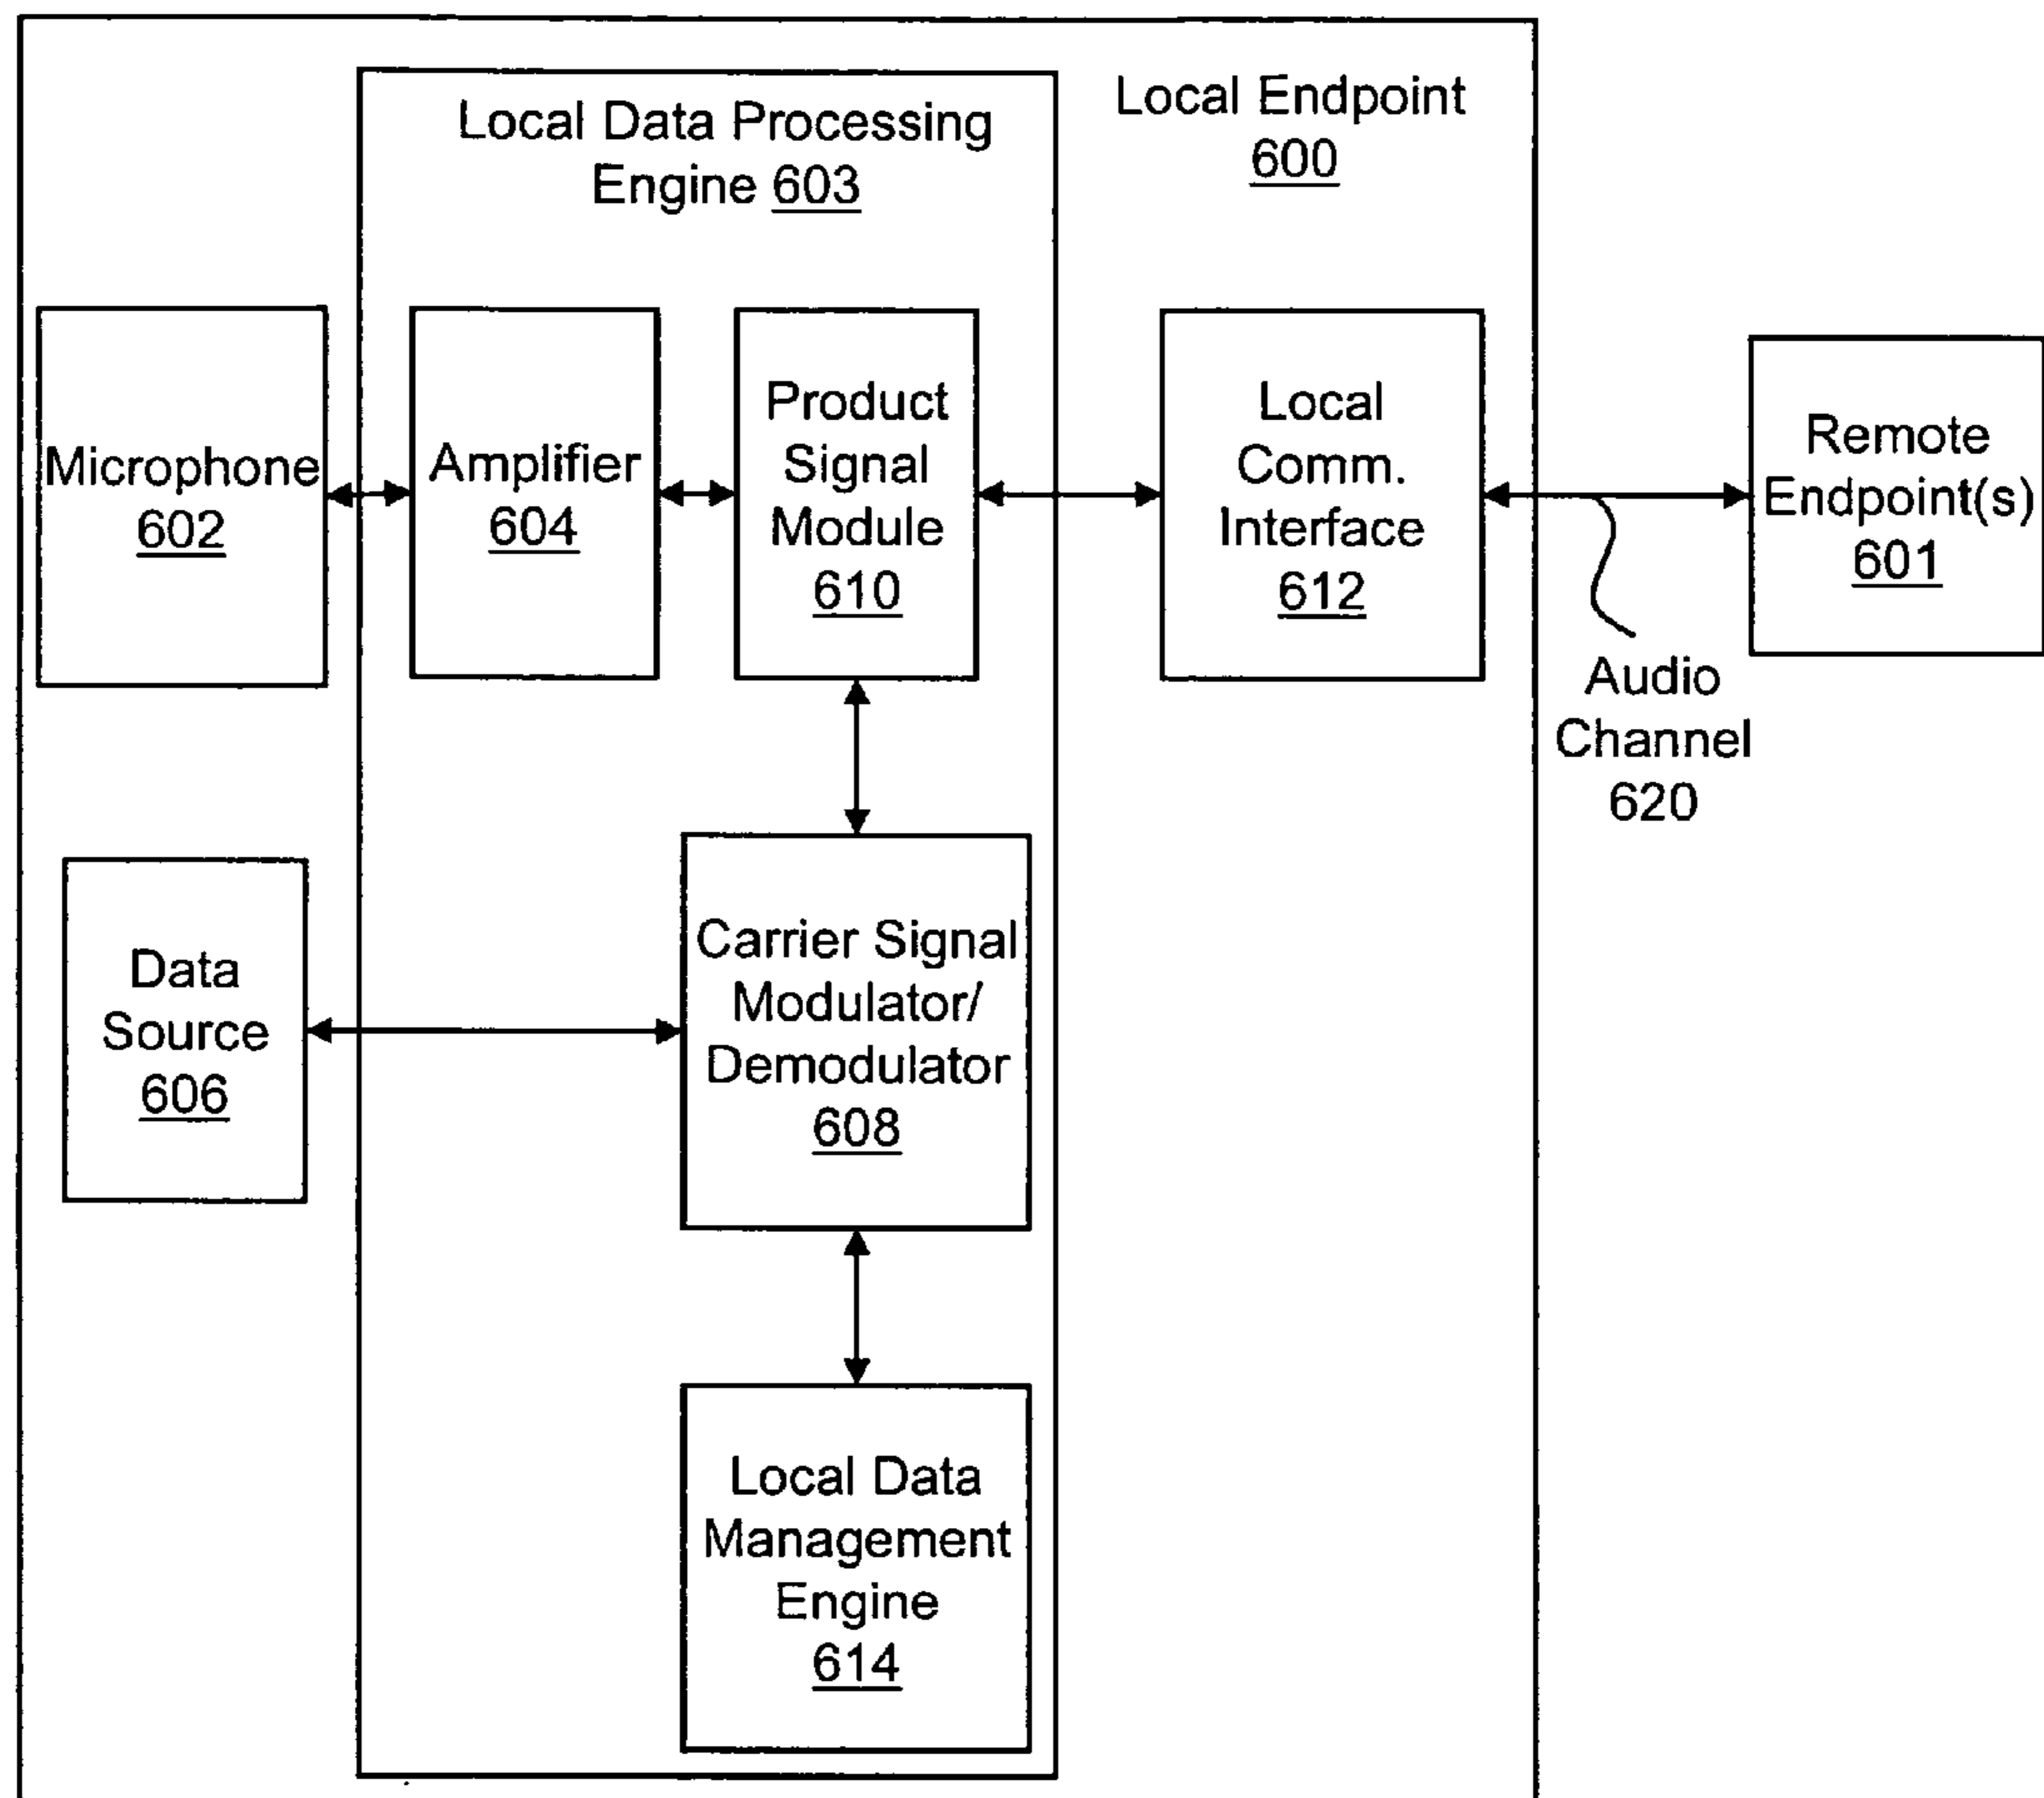 Local Data Processing
Engine 603
Local Endpoint
600
Microphone
602
Amplifier
604
Product
Signal
Module
610
Local
Comm.
Interface
612
Remote
Endpoint(s)
601
Audio
Channel
620
Data
Source
606
Carrier Signal
Modulator/
Demodulator
608
Local Data
Management
Engine
614